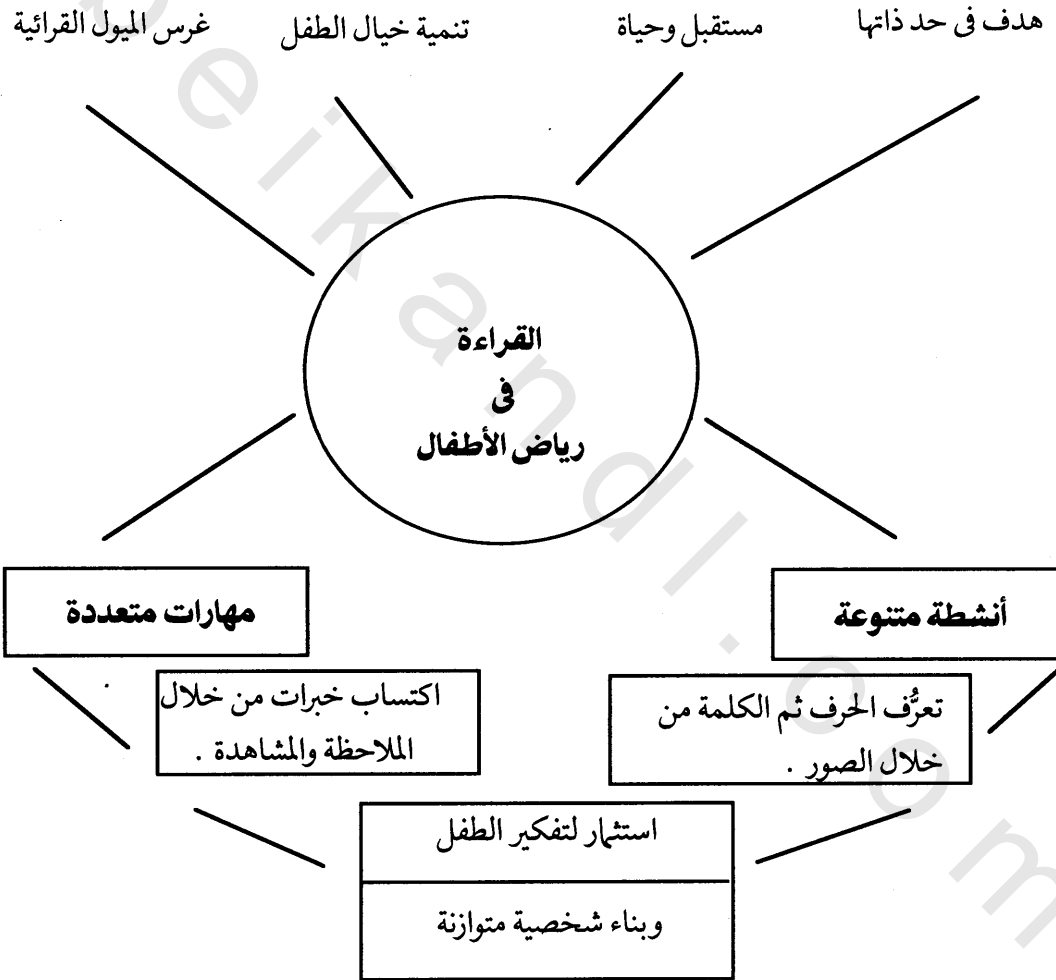 هدف فى حد ذاتها
مستقبل وحياة
تنمية خيال الطفل
غرس الميول القرائية
القراءة
فى
رياض الأطفال
أنشطة متنوعة
مهارات متعددة
تعرُّف الحرف ثم الكلمة من
خلال الصور .
اكتساب خبرات من خلال
الملاحظة والمشاهدة .
استثمار لتفكير الطفل
وبناء شخصية متوازنة
beikandl.com